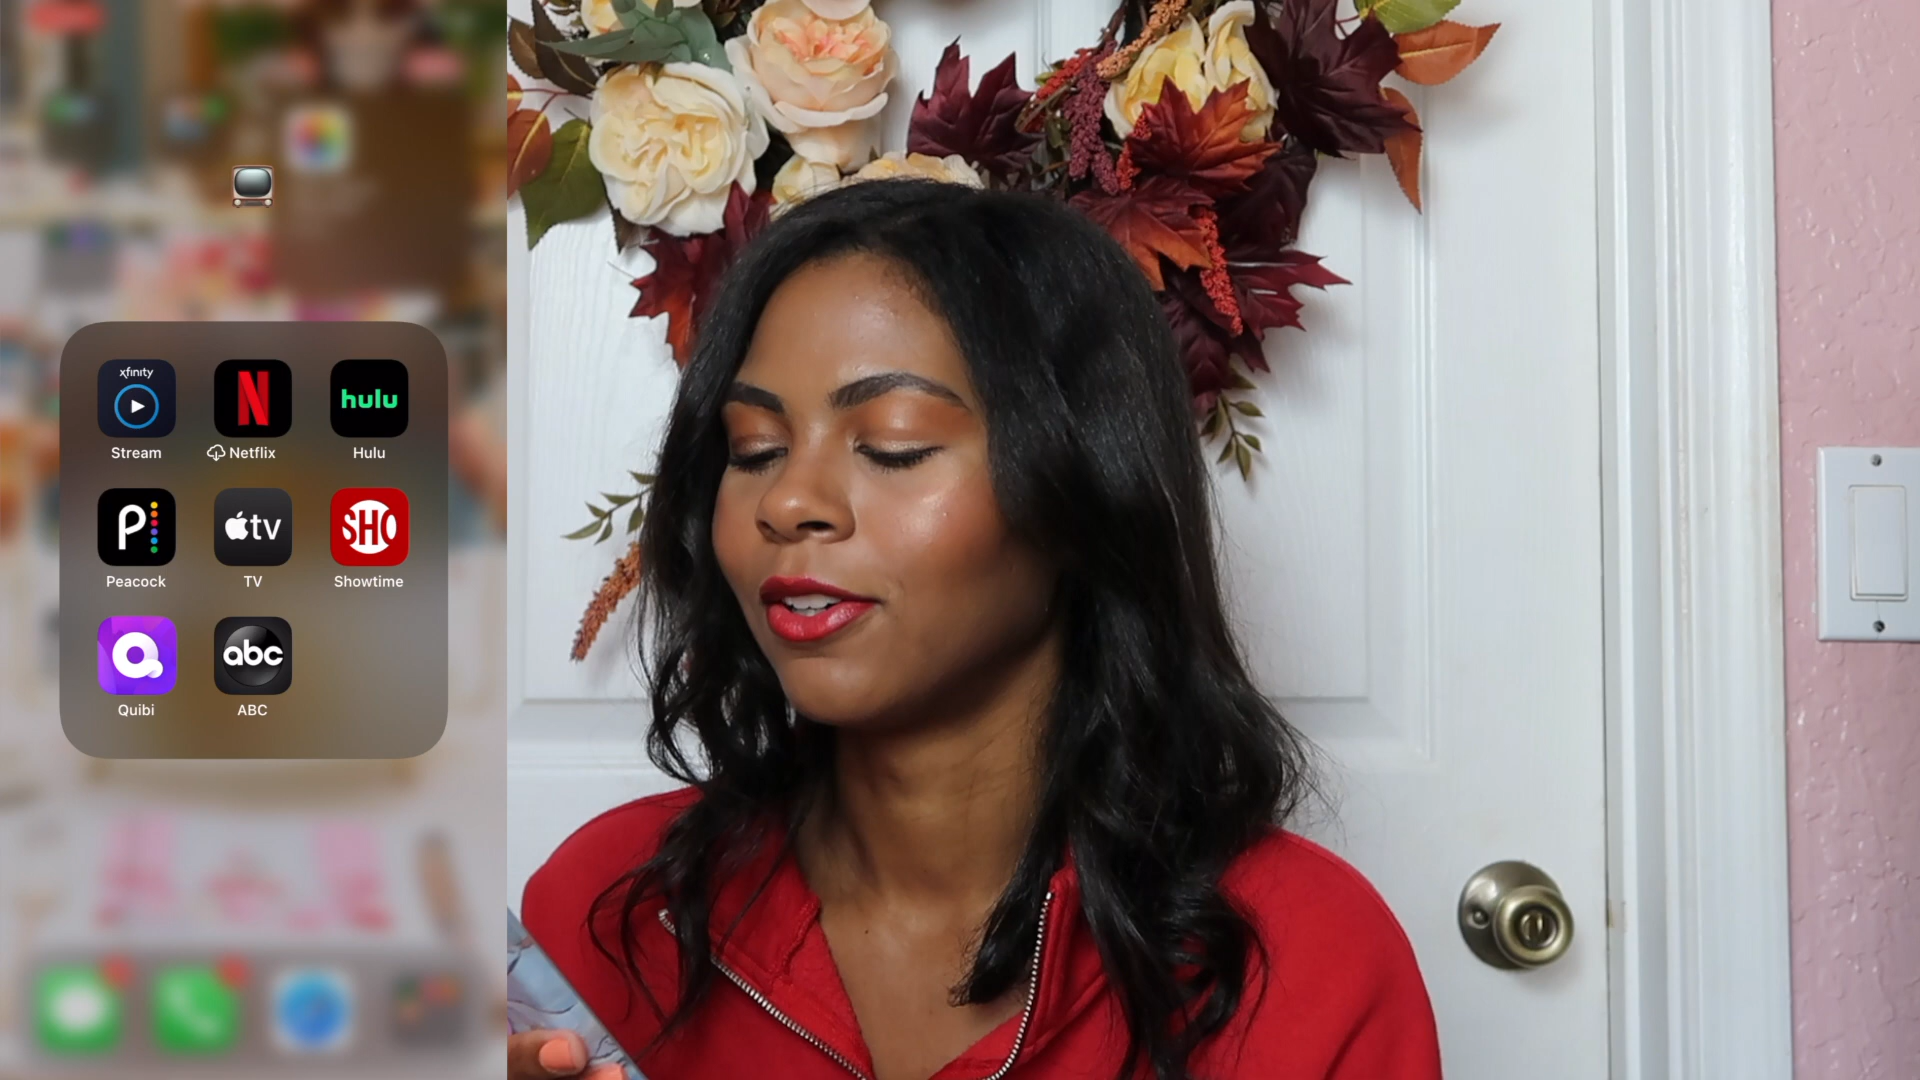 xfinity
N
hulu
Stream
Netflix
Hulu
P
tv
SHO
Peacock
TV
Showtime
abc
Quibi
ABC